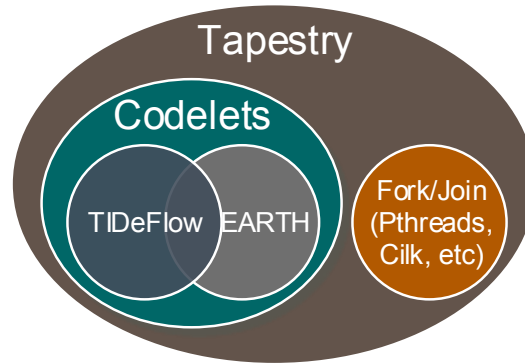 Tapestry
Codelets
TIDeFlow
EARTH
Fork/Join
(Pthreads,
Cilk, etc)